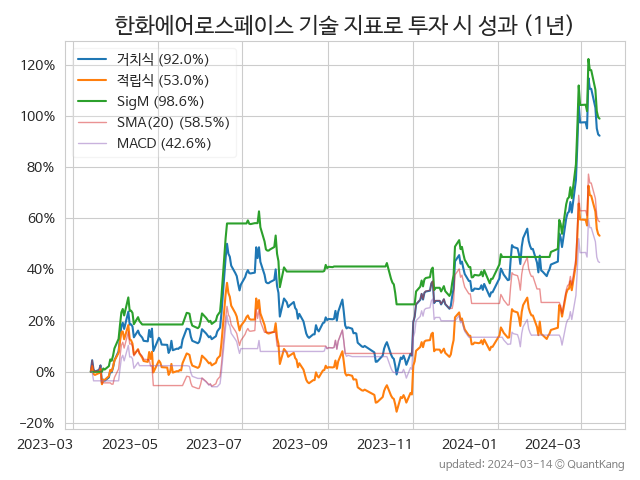 한화에어로스페이스 기술 지표로 투자 시 성과 (1년)
거치식 (92.0%)
적립식 (53.0%)
SigM (98.6%)
SMA(20) (58.5%)
MACD (42.6%)
120%
100%
80%
60%
40%
20%
0%
−20%
2023-03 2023-05 2023-07 2023-09 2023-11 2024-01 2024-03
updated: 2024-03-14 © QuantKang